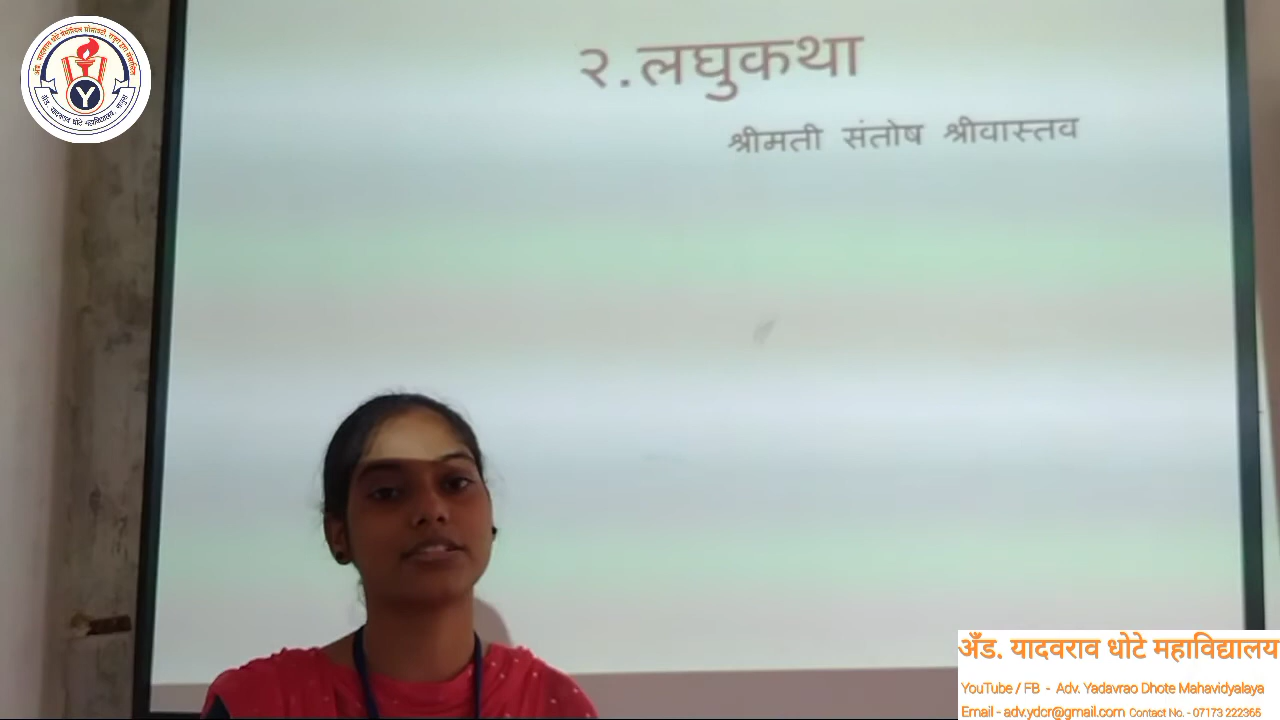 २.लघुकथा
श्रीमती संतोष श्रीवास्तव
Y
अँड. यादवराव धोटे महाविद्यालय
YouTube / FB - Adv. Yadavrao Dhote Mahavidyalaya
Email - adv.ydcr@gmail.com Contact No. - 07173 222365